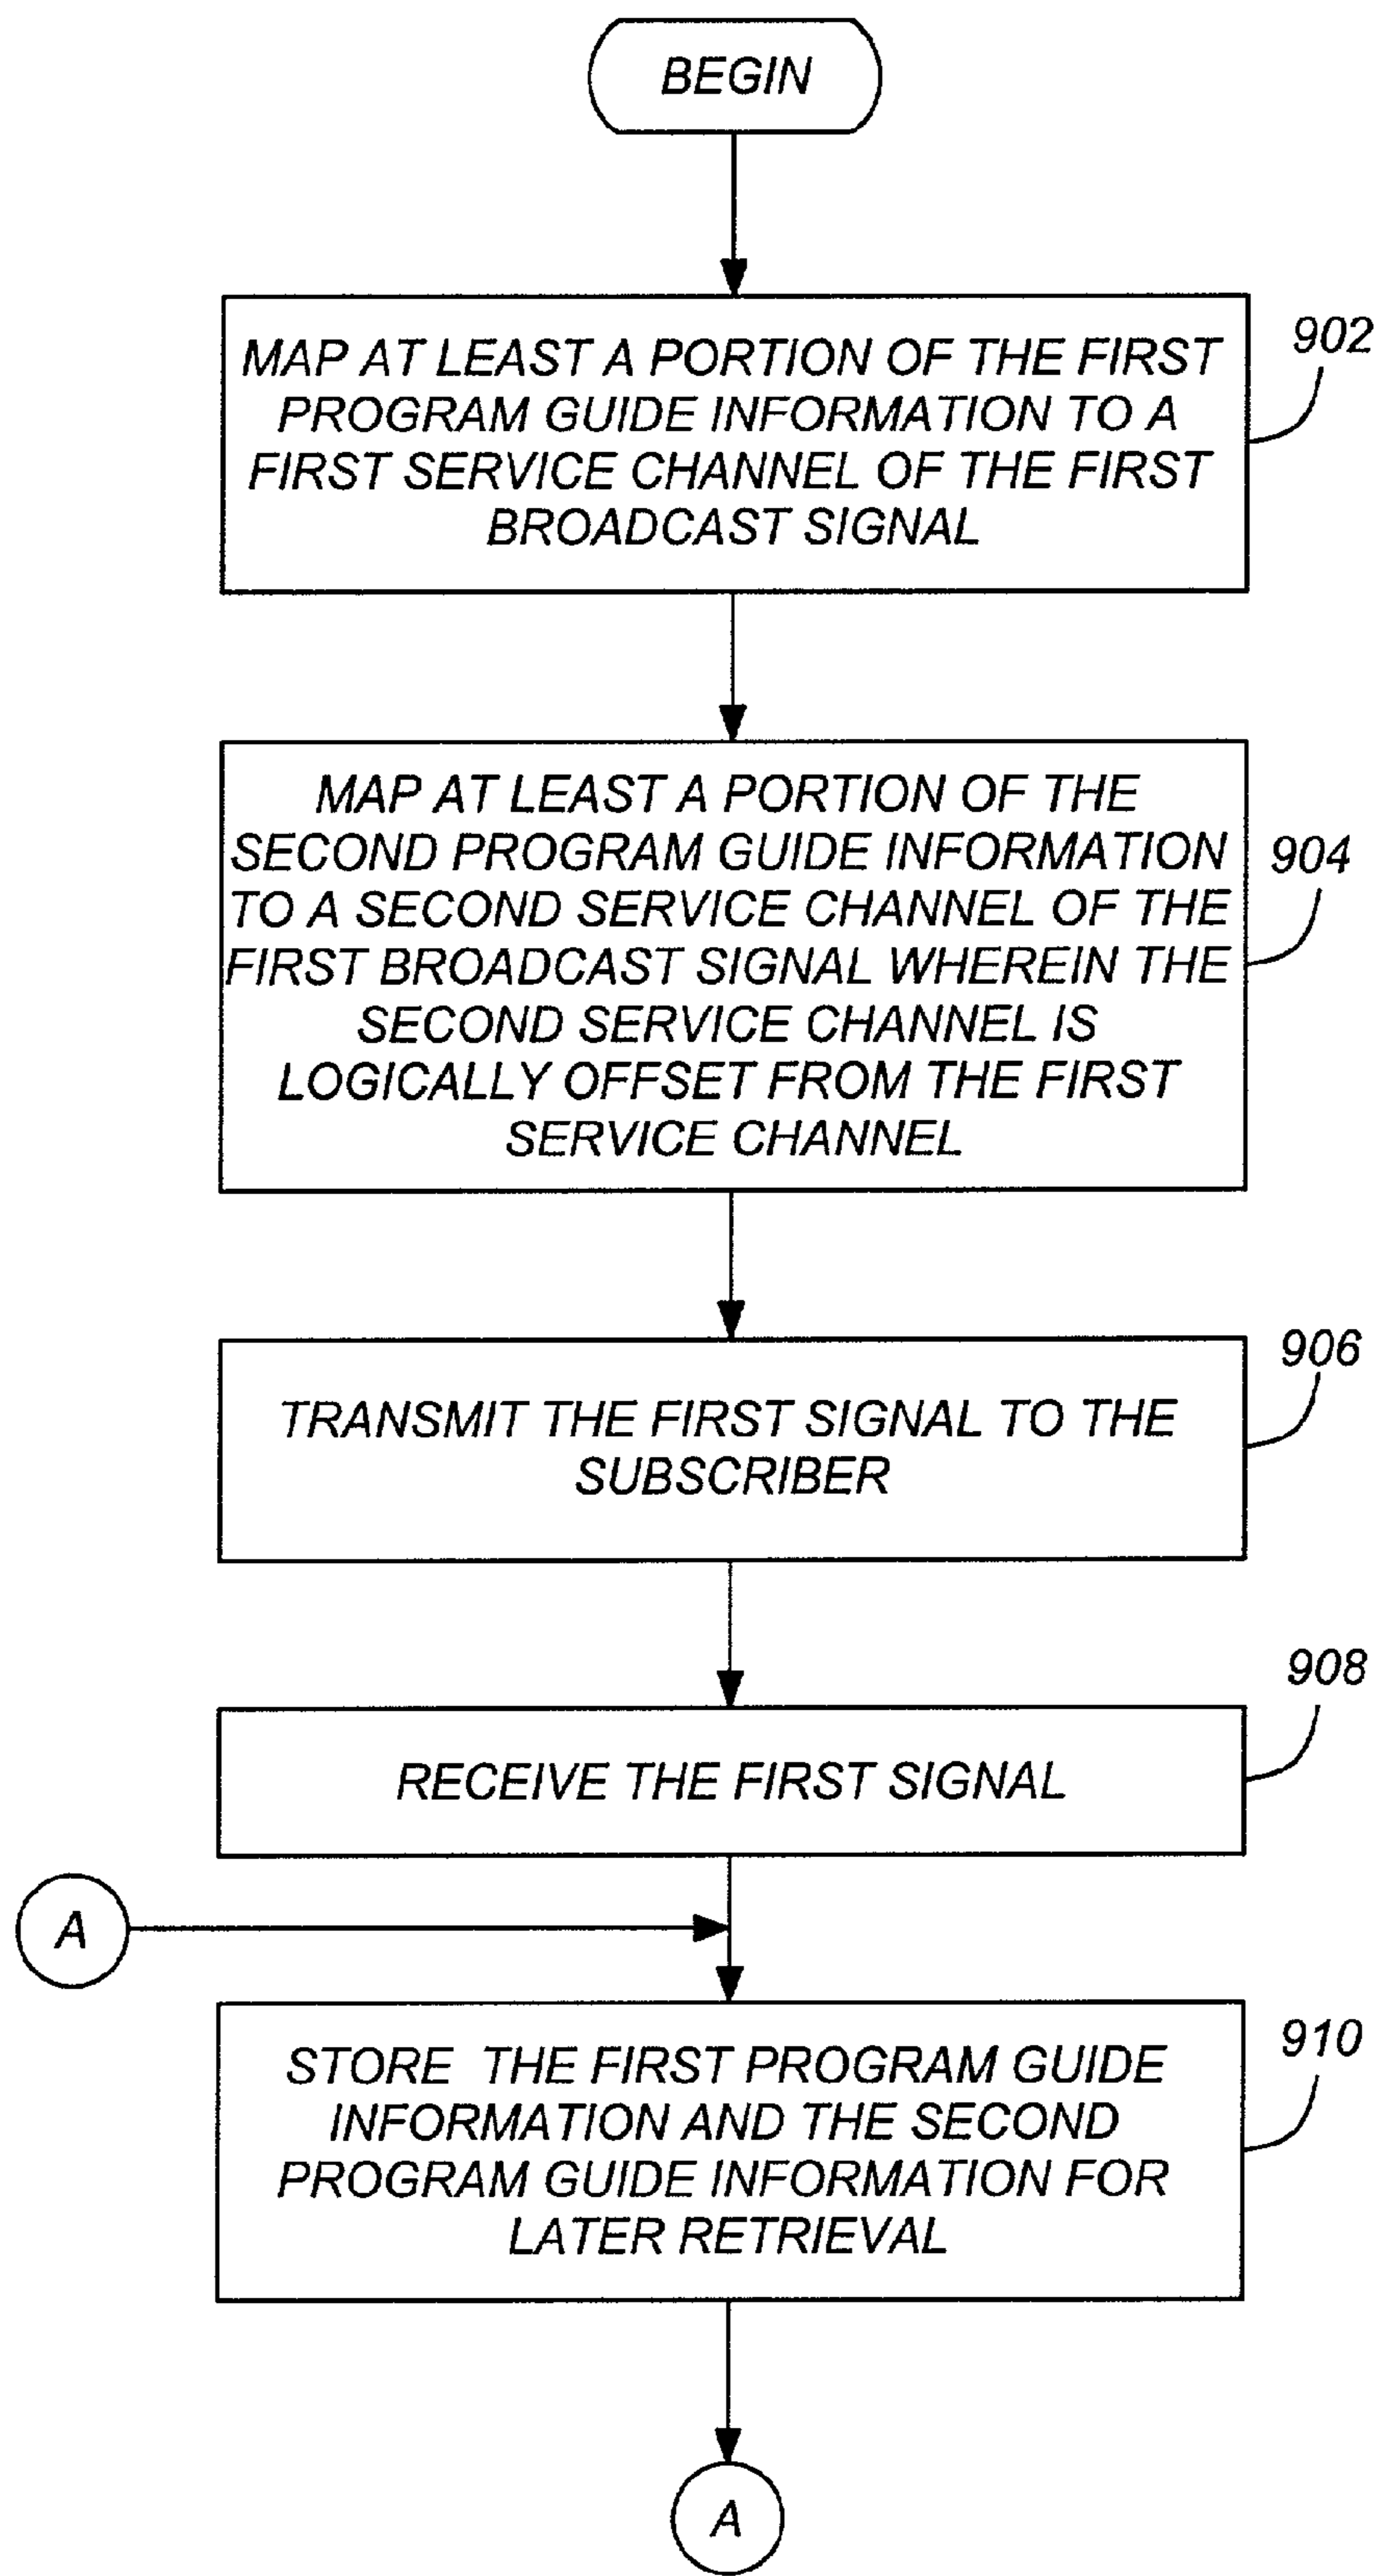 BEGIN
MAP AT LEAST A PORTION OF THE FIRST
PROGRAM GUIDE INFORMATION TO A
FIRST SERVICE CHANNEL OF THE FIRST
BROADCAST SIGNAL
902
MAP AT LEAST A PORTION OF THE
SECOND PROGRAM GUIDE INFORMATION
TO A SECOND SERVICE CHANNEL OF THE
FIRST BROADCAST SIGNAL WHEREIN THE
SECOND SERVICE CHANNEL IS
LOGICALLY OFFSET FROM THE FIRST
SERVICE CHANNEL
904
TRANSMIT THE FIRST SIGNAL TO THE
SUBSCRIBER
906
RECEIVE THE FIRST SIGNAL
908
A
STORE THE FIRST PROGRAM GUIDE
INFORMATION AND THE SECOND
PROGRAM GUIDE INFORMATION FOR
LATER RETRIEVAL
910
A